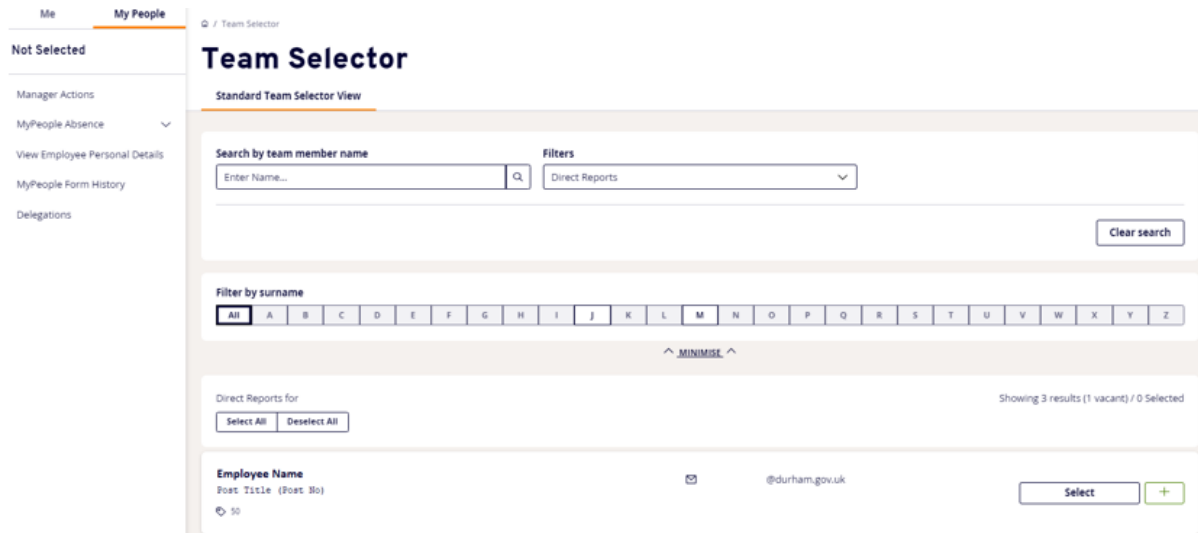 Me My People
Not Selected
Manager Actions
MyPeople Absence
View Employee Personal Details
MyPeople Form History
Delegations
/ Team Selector
Team Selector
Standard Team Selector View
Search by team member name Filters
Enter Name... Direct Reports
Clear search
Filter by surname
All A B C D E F G H I J K L M N O P Q R S T U V W X Y Z
MINIMISE
Direct Reports for Showing 3 results (1 vacant) / 0 Selected
Select All Deselect All
Employee Name
Post Title (Post No) @durham.gov.uk Select +
50